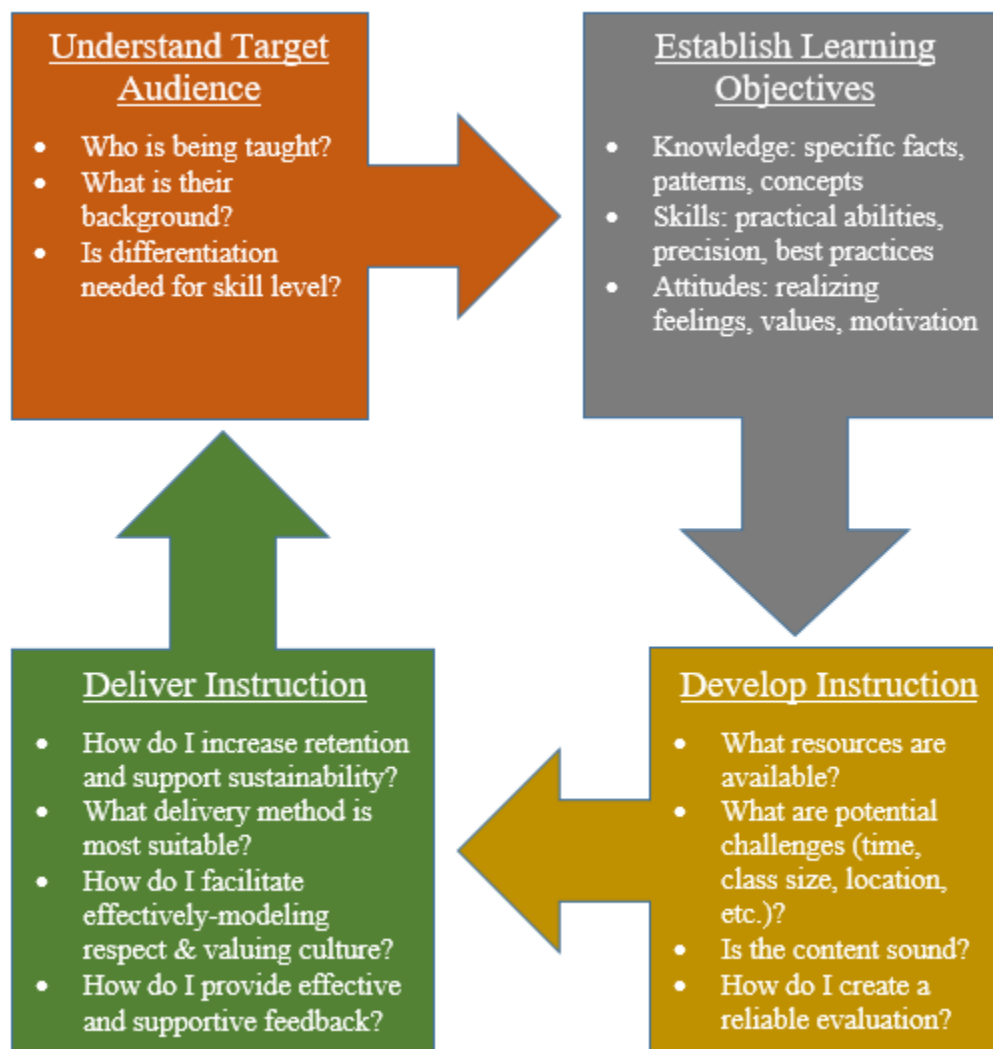 Understand Target
Audience
• Who is being taught?
• What is their
background?
• Is differentiation
needed for skill level?
Establish Learning
Objectives
• Knowledge: specific facts,
patterns, concepts
• Skills: practical abilities,
precision, best practices
• Attitudes: realizing
feelings, values, motivation
Develop Instruction
• What resources are
available?
• What are potential
challenges (time,
class size, location,
etc.)?
• Is the content sound?
• How do I create a
reliable evaluation?
Deliver Instruction
• How do I increase retention
and support sustainability?
• What delivery method is
most suitable?
• How do I facilitate
effectively-modeling
respect & valuing culture?
• How do I provide effective
and supportive feedback?